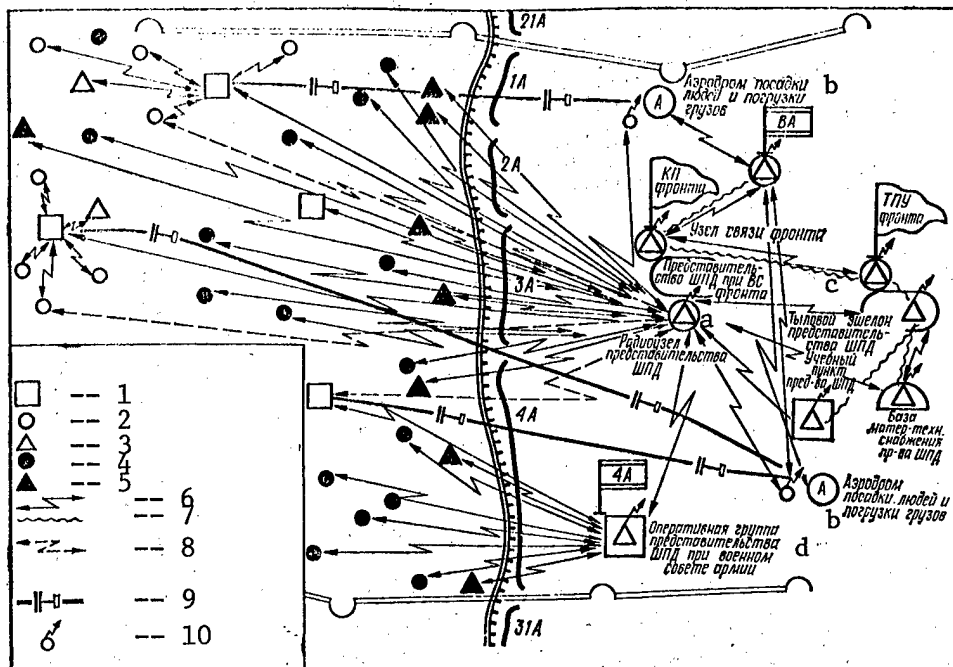 21А
1А
Аэродром посадки
людей и погрузки
грузов
b
А
ВА
2А
КП
фронта
ТПУ
фронта
Узел связи фронта
Представитель-
ство ШПД при ВС
фронта
3А
c
a
Радиоузел
представительства
ШПД
Тыловой эшелон
представитель-
ства ШПД
Учебный
пункт
пред-ва ШПД
База
матер-техн.
снабжения
пр-ва ШПД
4А
4А
А
Аэродром
посадки людей и
погрузки грузов
b
Оперативная группа
представительства
ШПД при военном
совете армии
d
31А
-- 1
-- 2
-- 3
-- 4
-- 5
-- 6
-- 7
-- 8
-- 9
-- 10